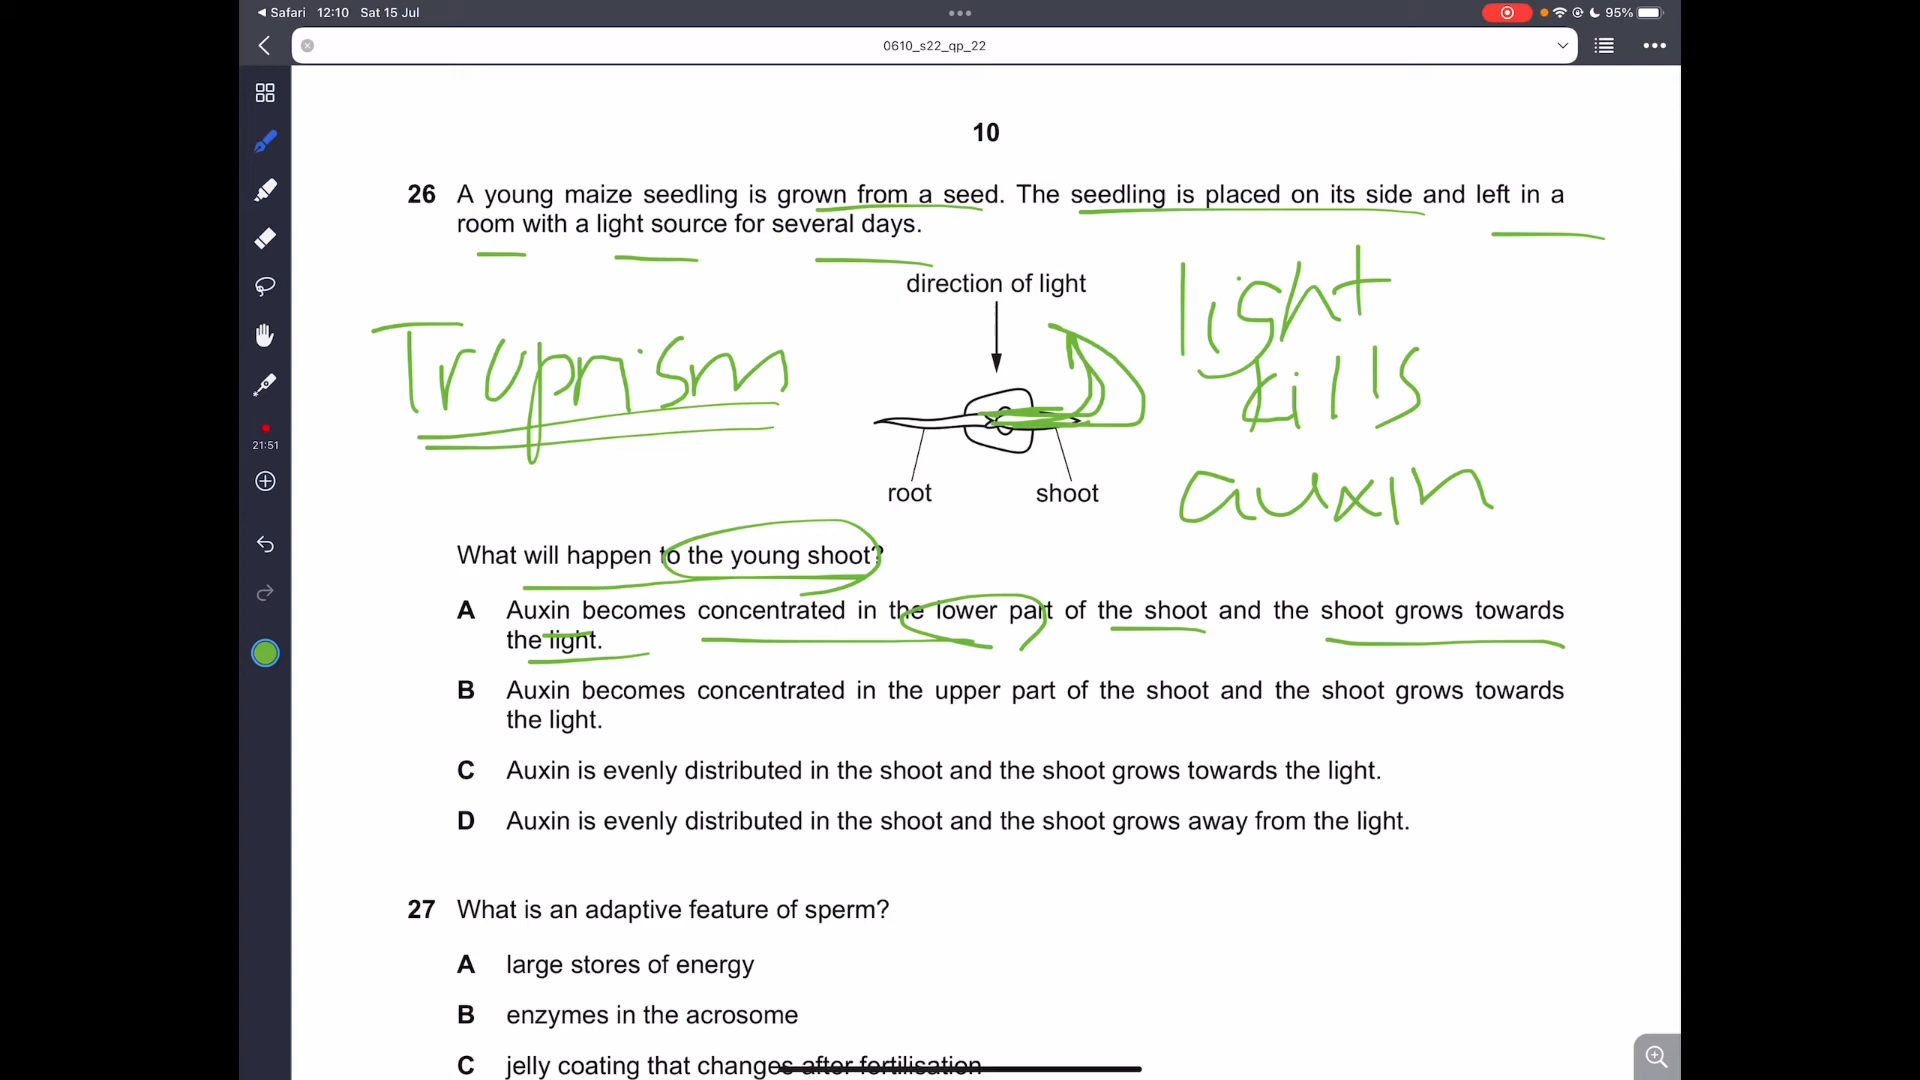 Safari 12:10 Sat 15 Jul 95%
0610_s22_qp_22
10
26 A young maize seedling is grown from a seed. The seedling is placed on its side and left in a
room with a light source for several days.
direction of light
Troprism
light
kills
auxin
root shoot
21:51
What will happen to the young shoot?
A Auxin becomes concentrated in the lower part of the shoot and the shoot grows towards
the light.
B Auxin becomes concentrated in the upper part of the shoot and the shoot grows towards
the light.
C Auxin is evenly distributed in the shoot and the shoot grows towards the light.
D Auxin is evenly distributed in the shoot and the shoot grows away from the light.
27 What is an adaptive feature of sperm?
A large stores of energy
B enzymes in the acrosome
C jelly coating that changes after fertilisation